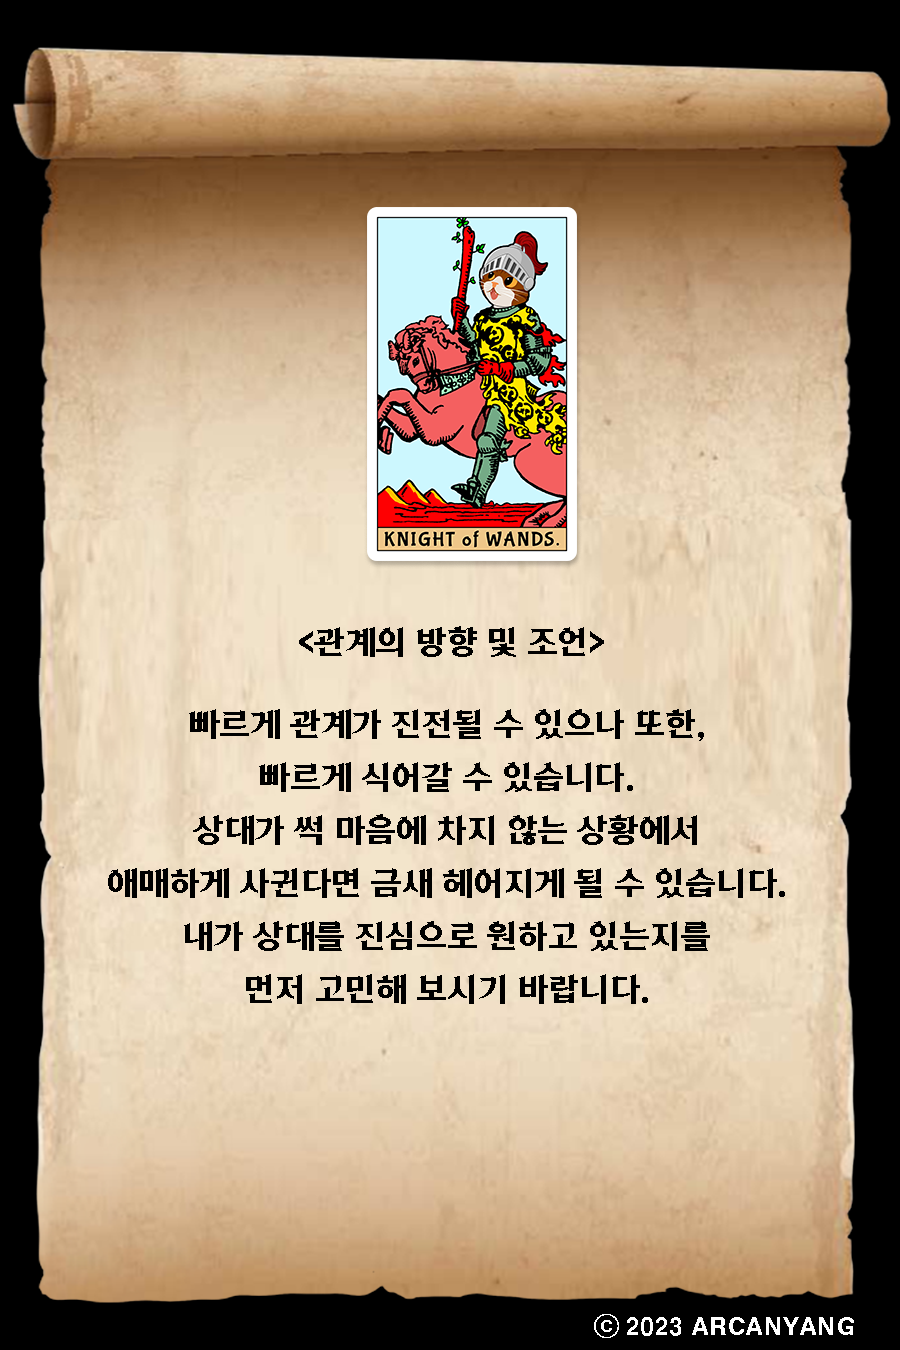 KNIGHT of WANDS.
<관계의 방향 및 조언>
빠르게 관계가 진전될 수 있으나 또한,
빠르게 식어갈 수 있습니다.
상대가 썩 마음에 차지 않는 상황에서
애매하게 사귄다면 금새 헤어지게 될 수 있습니다.
내가 상대를 진심으로 원하고 있는지를
먼저 고민해 보시기 바랍니다.
ⓒ 2023 ARCANYANG